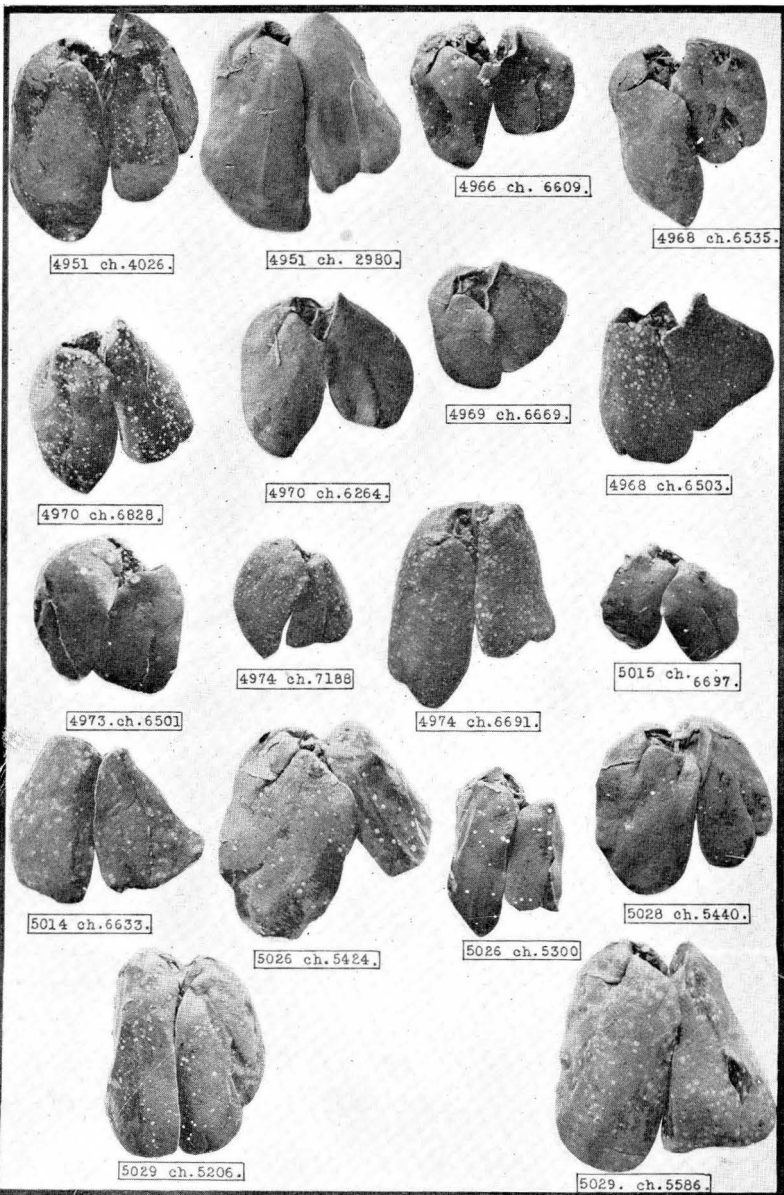 4951 ch.4026.
4951 ch. 2980.
4966 ch. 6609.
4968 ch.6535.
4970 ch.6828.
4970 ch.6264.
4969 ch.6669.
4968 ch.6503.
4973.ch.6501
4974 ch.7188
4974 ch.6691.
5015 ch.6697.
5014 ch.6633.
5026 ch.5424.
5026 ch.5300
5028 ch.5440.
5029 ch.5206.
5029. ch.5586.